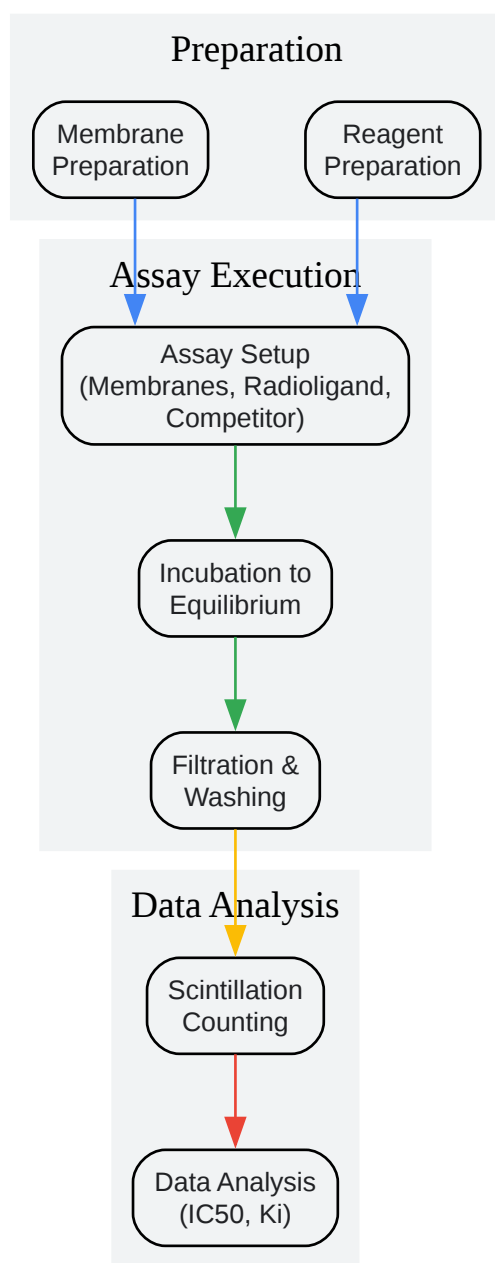 Preparation
Membrane
Preparation
Reagent
Preparation
Assay Execution
Assay Setup
(Membranes, Radioligand,
Competitor)
Incubation to
Equilibrium
Filtration &
Washing
Data Analysis
Scintillation
Counting
Data Analysis
(IC50, Ki)